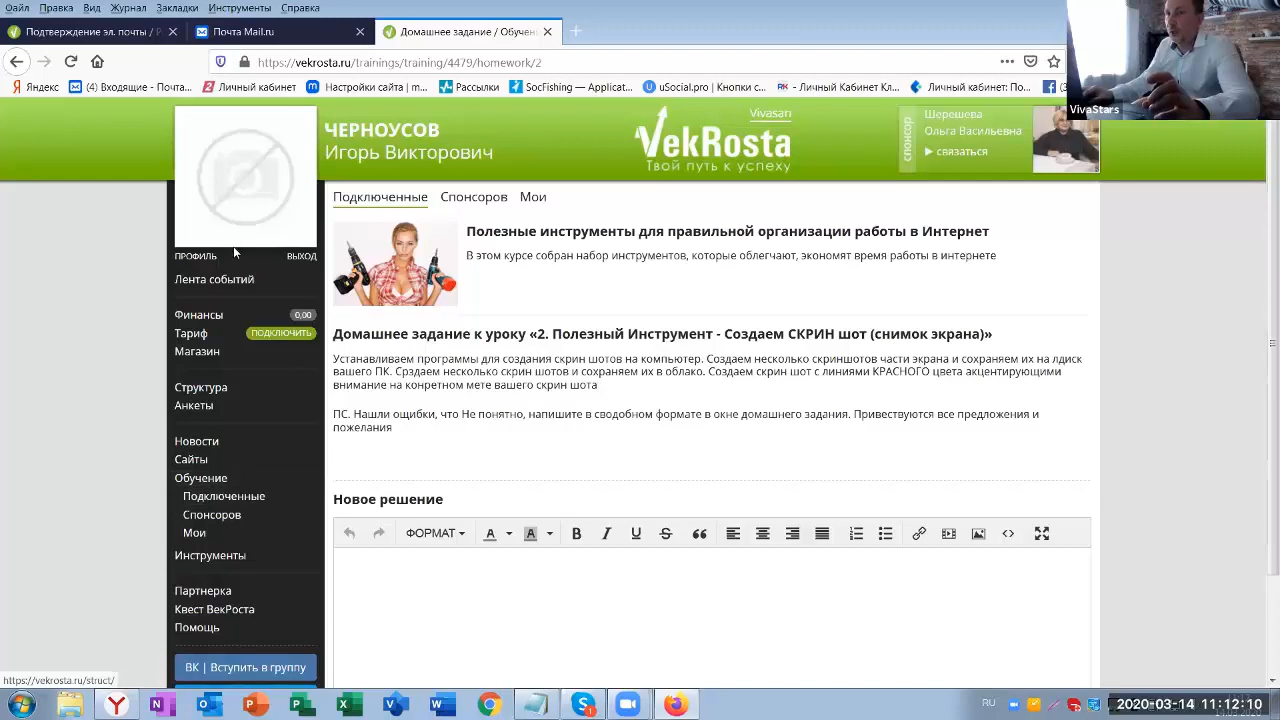 Файл Правка Вид Журнал Закладки Инструменты Справка
Подтверждение эл. почты / Р
Почта Mail.ru
Домашнее задание / Обучен
https://vekrosta.ru/trainings/training/4479/homework/2
Яндекс
(4) Входящие - Почта...
Личный кабинет
Настройки сайта | m...
Рассылки
SocFishing — Applicat...
uSocial.pro | Кнопки с...
- Личный Кабинет Кл...
Личный кабинет: По...
VivaStars
ЧЕРНОУСОВ
Игорь Викторович
Vivasan
VekRosta
Твой путь к успеху
спонсор
Шерешева
Ольга Васильевна
связаться
ПРОФИЛЬ
ВЫХОД
Лента событий
Финансы 0,00
Тариф ПОДКЛЮЧИТЬ
Магазин
Структура
Анкеты
Новости
Сайты
Обучение
Подключенные
Спонсоров
Мои
Инструменты
Партнерка
Квест ВекРоста
Помощь
ВК | Вступить в группу
Подключенные Спонсоров Мои
Полезные инструменты для правильной организации работы в Интернет
В этом курсе собран набор инструментов, которые облегчают, экономят время работы в интернете
Домашнее задание к уроку «2. Полезный Инструмент - Создаем СКРИН шот (снимок экрана)»
Устанавливаем программы для создания скрин шотов на компьютер. Создаем несколько скриншотов части экрана и сохраняем их на лдиск
вашего ПК. Срздаем несколько скрин шотов и сохраняем их в облако. Создаем скрин шот с линиями КРАСНОГО цвета акцентирующими
внимание на конретном мете вашего скрин шота
ПС. Нашли ощибки, что Не понятно, напишите в сводобном формате в окне домашнего задания. Привествуются все предложения и
пожелания
Новое решение
ФОРМАТ
https://vekrosta.ru/struct/
RU
2020-03-14 11:12:10